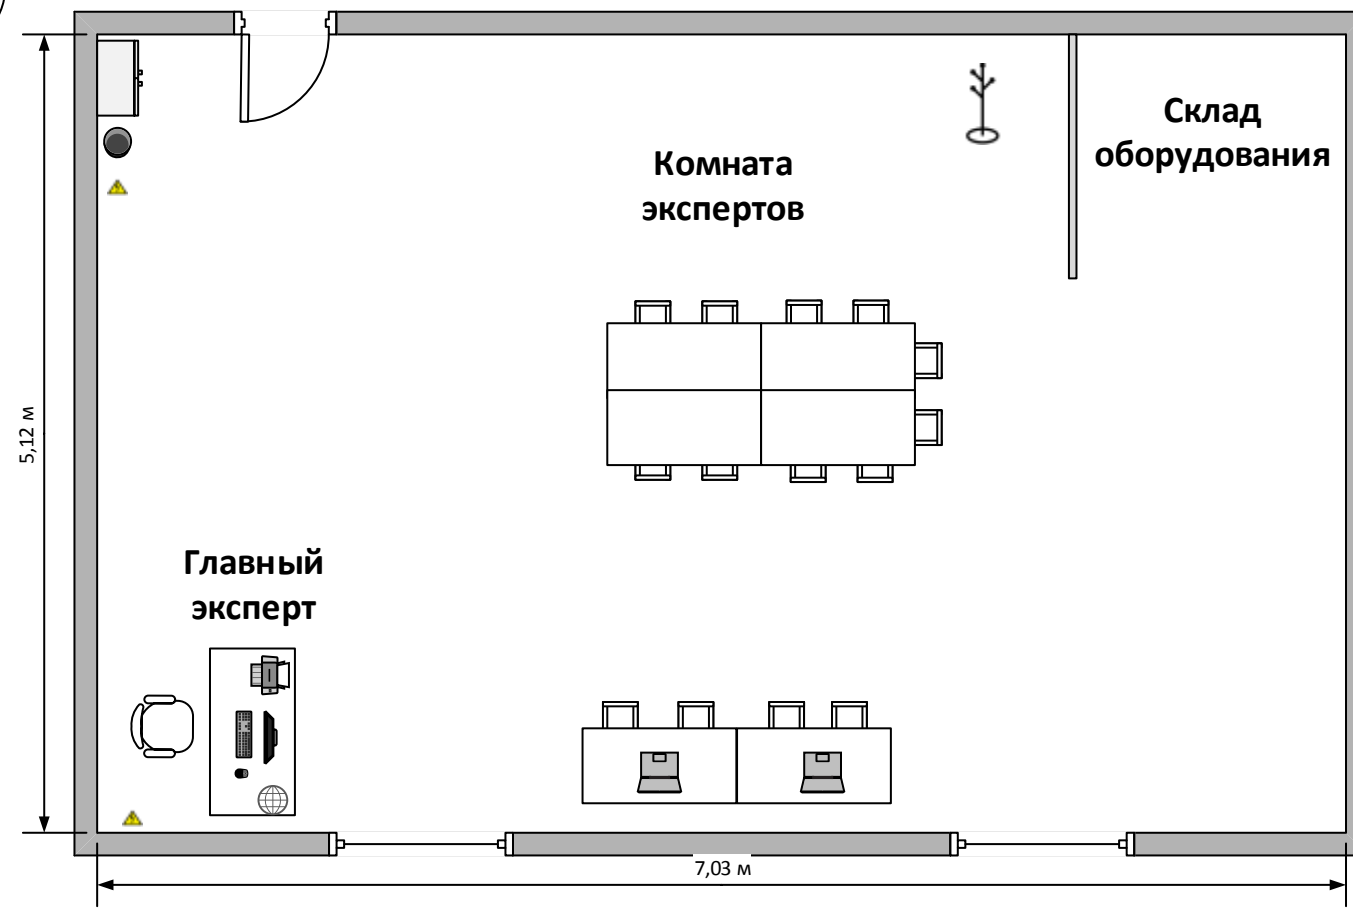 Склад
оборудования
Комната
экспертов
5,12 м
Главный
эксперт
7,03 м